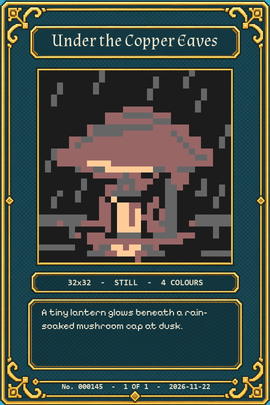 Under the Copper Eaves
32x32 - STILL - 4 COLOURS
A tiny lantern glows beneath a rain-
soaked mushroom cap at dusk.
No. 000145 - 1 OF 1 - 2026-11-22